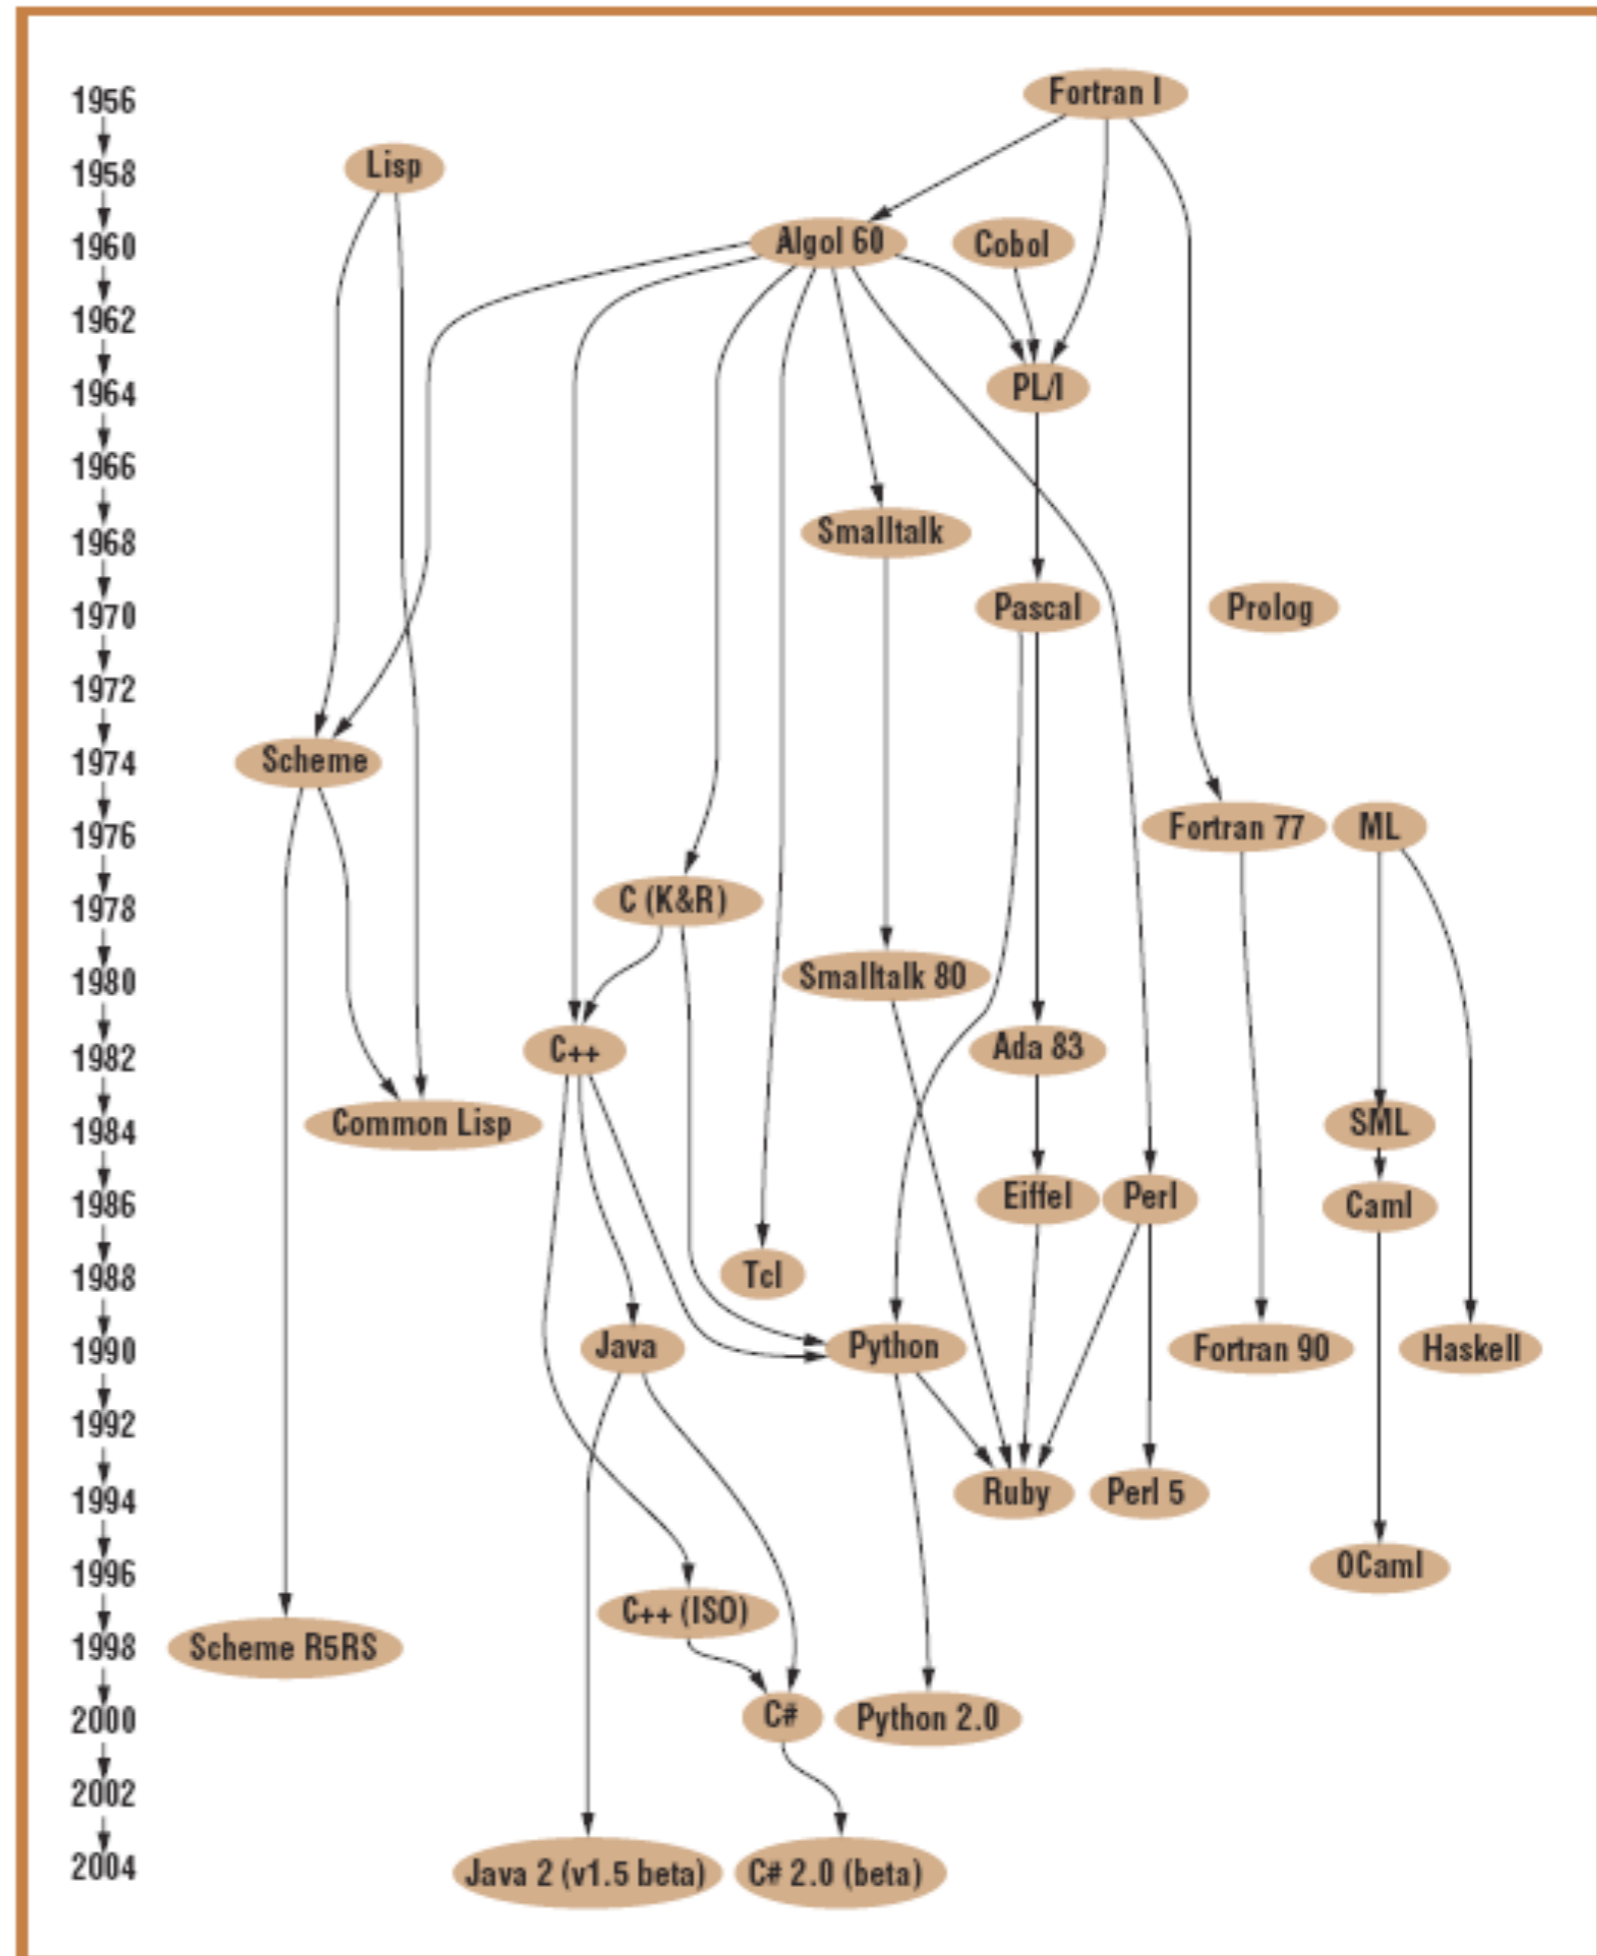 1956
Fortran I
1958
Lisp
1960
Algol 60
Cobol
1962
1964
PL/I
1966
1968
Smalltalk
1970
Pascal
Prolog
1972
1974
Scheme
1976
Fortran 77
ML
1978
C (K&R)
1980
Smalltalk 80
1982
C++
Ada 83
1984
Common Lisp
SML
1986
Eiffel
Perl
Caml
1988
Tcl
1990
Java
Python
Fortran 90
Haskell
1992
1994
Ruby
Perl 5
1996
OCaml
C++ (ISO)
1998
Scheme R5RS
2000
C#
Python 2.0
2002
2004
Java 2 (v1.5 beta)
C# 2.0 (beta)